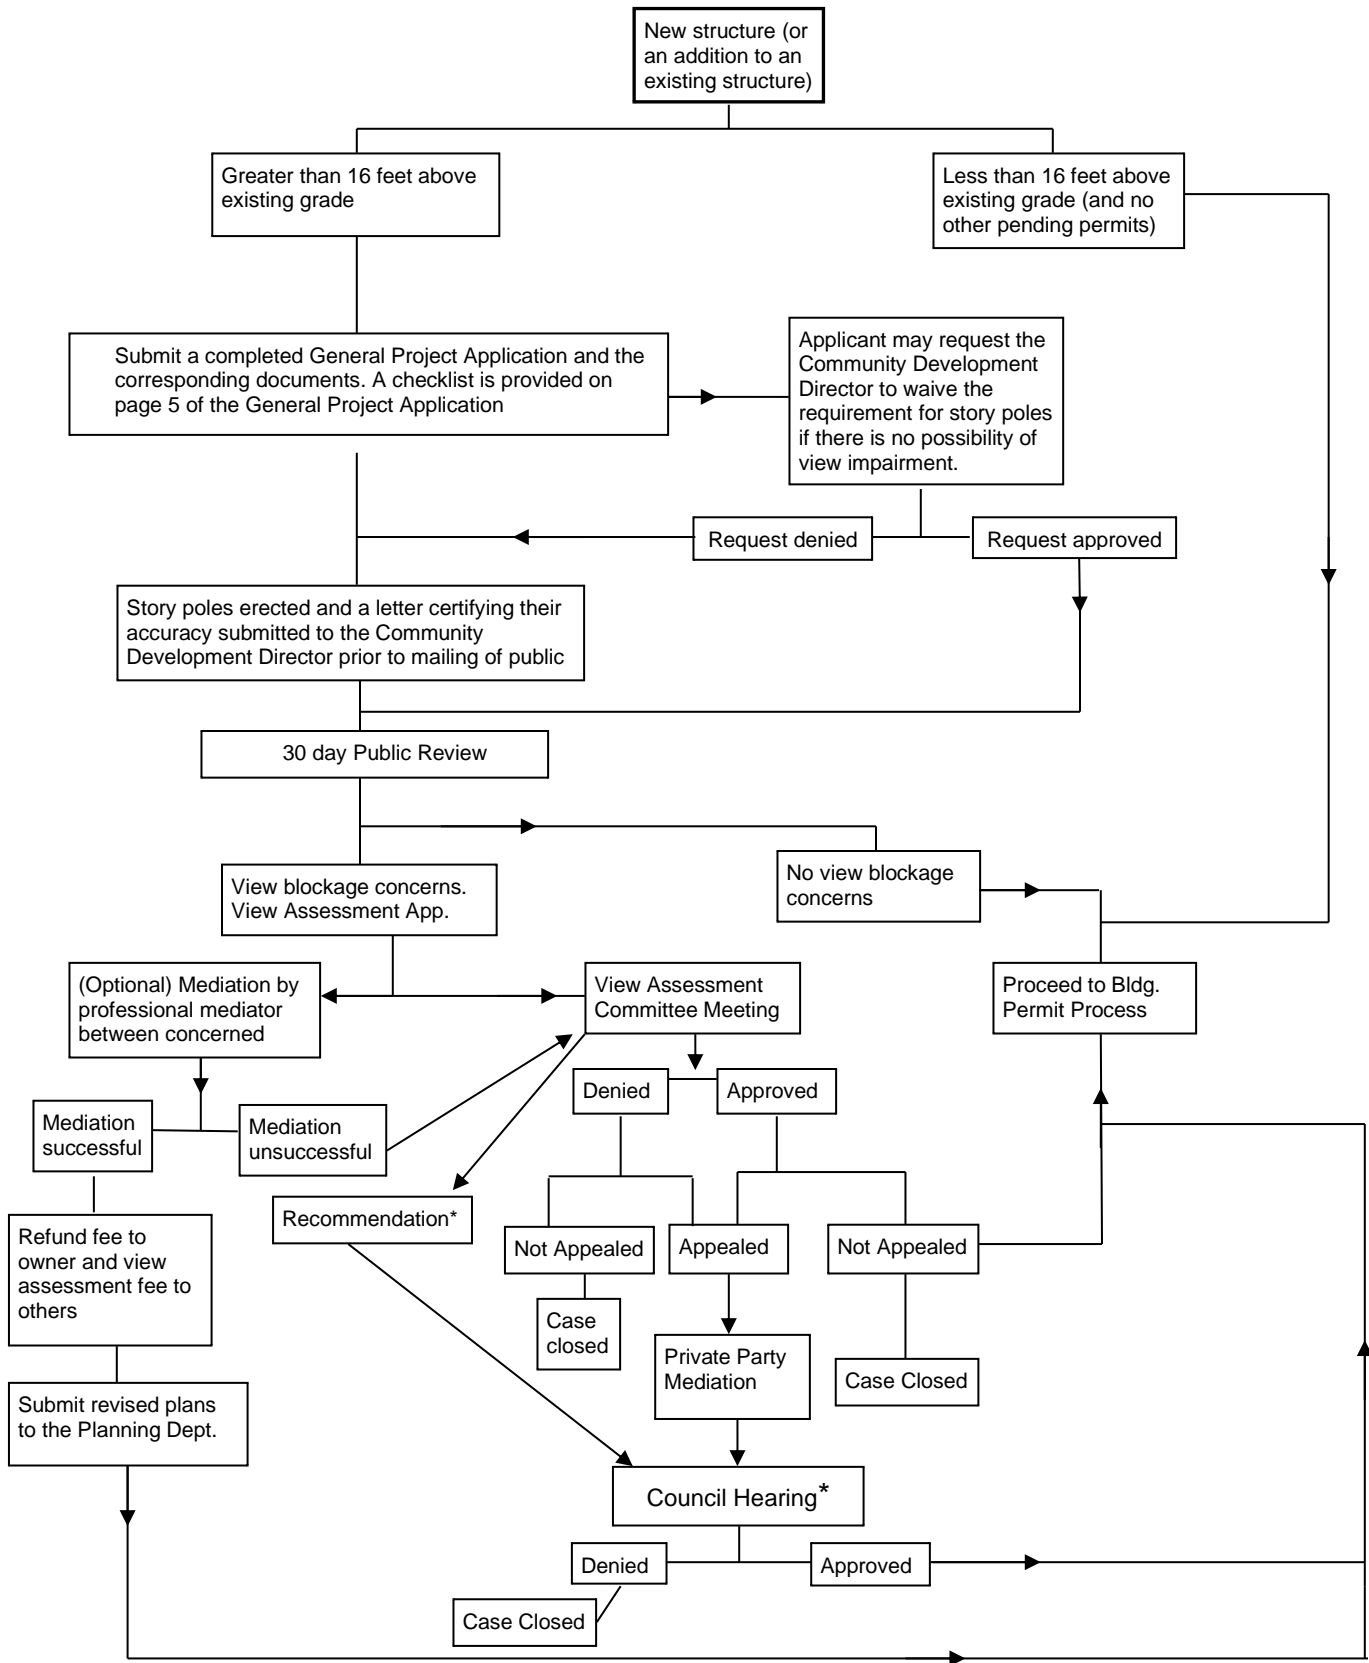 New structure (or
an addition to an
existing structure)
Greater than 16 feet above
existing grade
Less than 16 feet above
existing grade (and no
other pending permits)
Submit a completed General Project Application and the
corresponding documents. A checklist is provided on
page 5 of the General Project Application
Applicant may request the
Community Development
Director to waive the
requirement for story poles
if there is no possibility of
view impairment.
Request denied
Request approved
Story poles erected and a letter certifying their
accuracy submitted to the Community
Development Director prior to mailing of public
30 day Public Review
View blockage concerns.
View Assessment App.
No view blockage
concerns
(Optional) Mediation by
professional mediator
between concerned
View Assessment
Committee Meeting
Proceed to Bldg.
Permit Process
Denied
Approved
Mediation
successful
Mediation
unsuccessful
Recommendation*
Not Appealed
Appealed
Not Appealed
Refund fee to
owner and view
assessment fee to
others
Case
closed
Private Party
Mediation
Case Closed
Submit revised plans
to the Planning Dept.
Council Hearing*
Denied
Approved
Case Closed